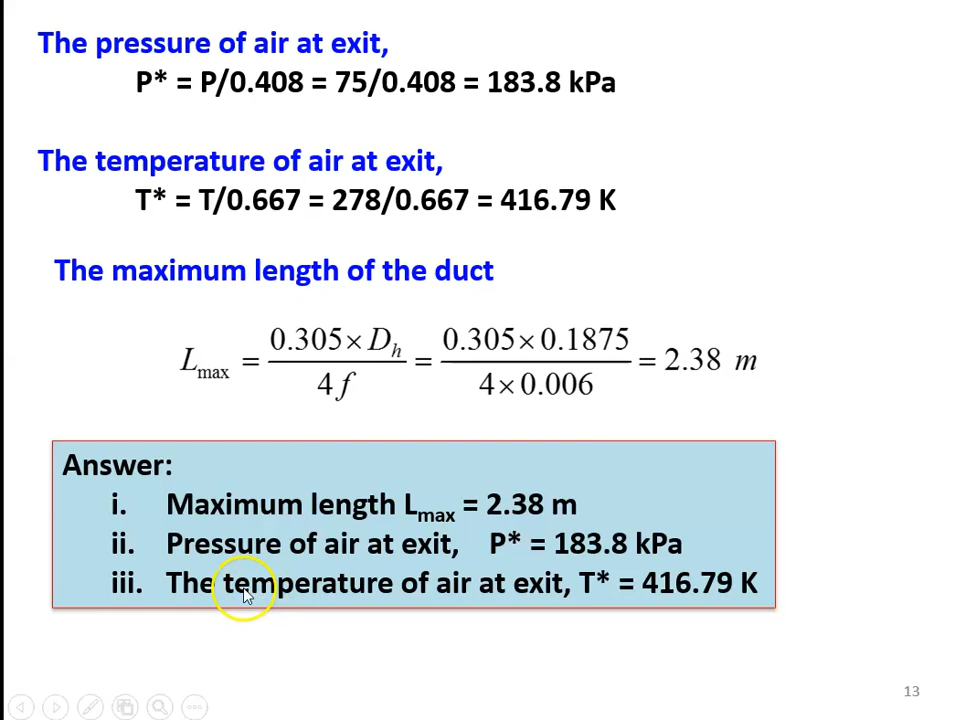 The pressure of air at exit,
P* = P/0.408 = 75/0.408 = 183.8 kPa
The temperature of air at exit,
T* = T/0.667 = 278/0.667 = 416.79 K
The maximum length of the duct
L_max = (0.305 × D_h)/(4 f) = (0.305 × 0.1875)/(4 × 0.006) = 2.38 m
Answer:
i. Maximum length L_max = 2.38 m
ii. Pressure of air at exit, P* = 183.8 kPa
iii. The temperature of air at exit, T* = 416.79 K
13